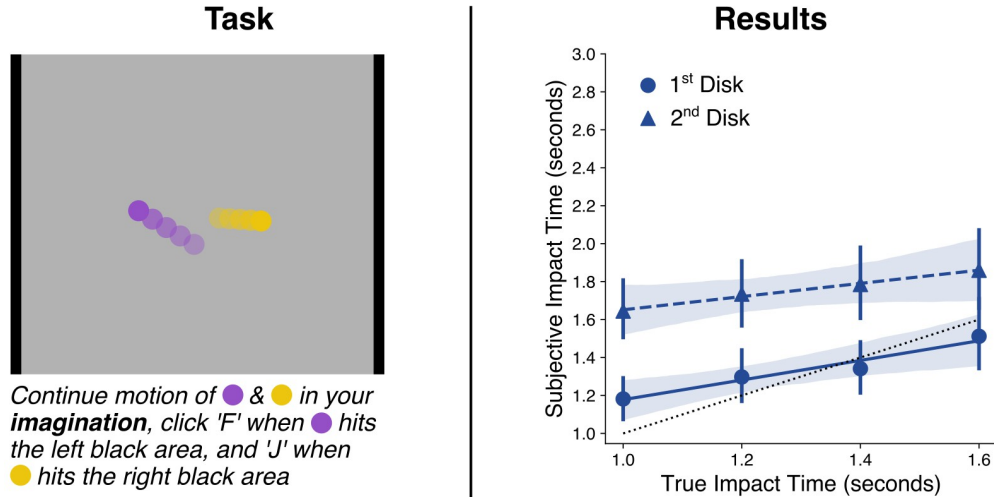 Task
Continue motion of & in your
imagination, click 'F' when hits
the left black area, and 'J' when
hits the right black area
Results
Subjective Impact Time (seconds)
3.0
2.8
2.6
2.4
2.2
2.0
1.8
1.6
1.4
1.2
1.0
1st Disk
2nd Disk
1.0 1.2 1.4 1.6
True Impact Time (seconds)